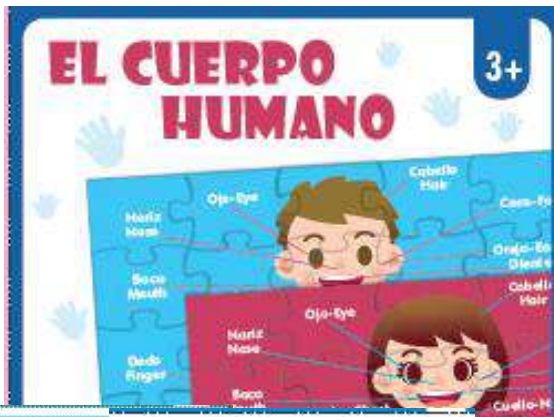 EL CUERPO
HUMANO
3+
Cabello
Hair
Ojo-Eye
Nariz
Nose
Boca
Mouth
Dedo
Finger
Cabell
Hair
Ojo-Eye
Nariz
Nose
Boca